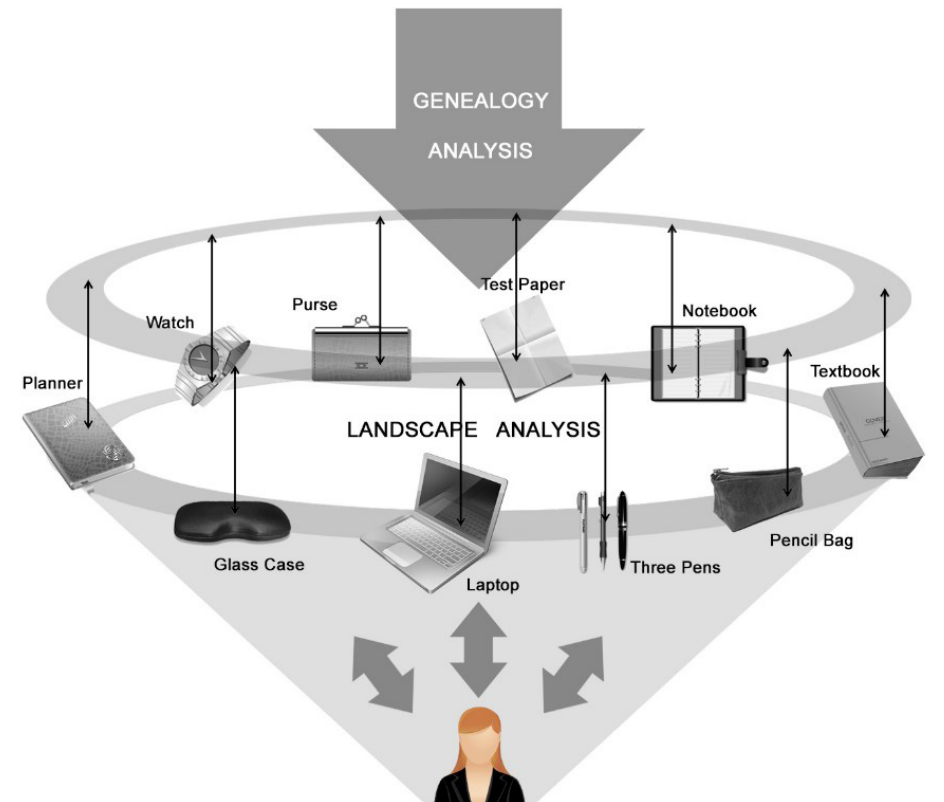 GENEALOGY
ANALYSIS
Test Paper
Purse
Notebook
Watch
Textbook
Planner
LANDSCAPE ANALYSIS
Pencil Bag
Glass Case
Three Pens
Laptop